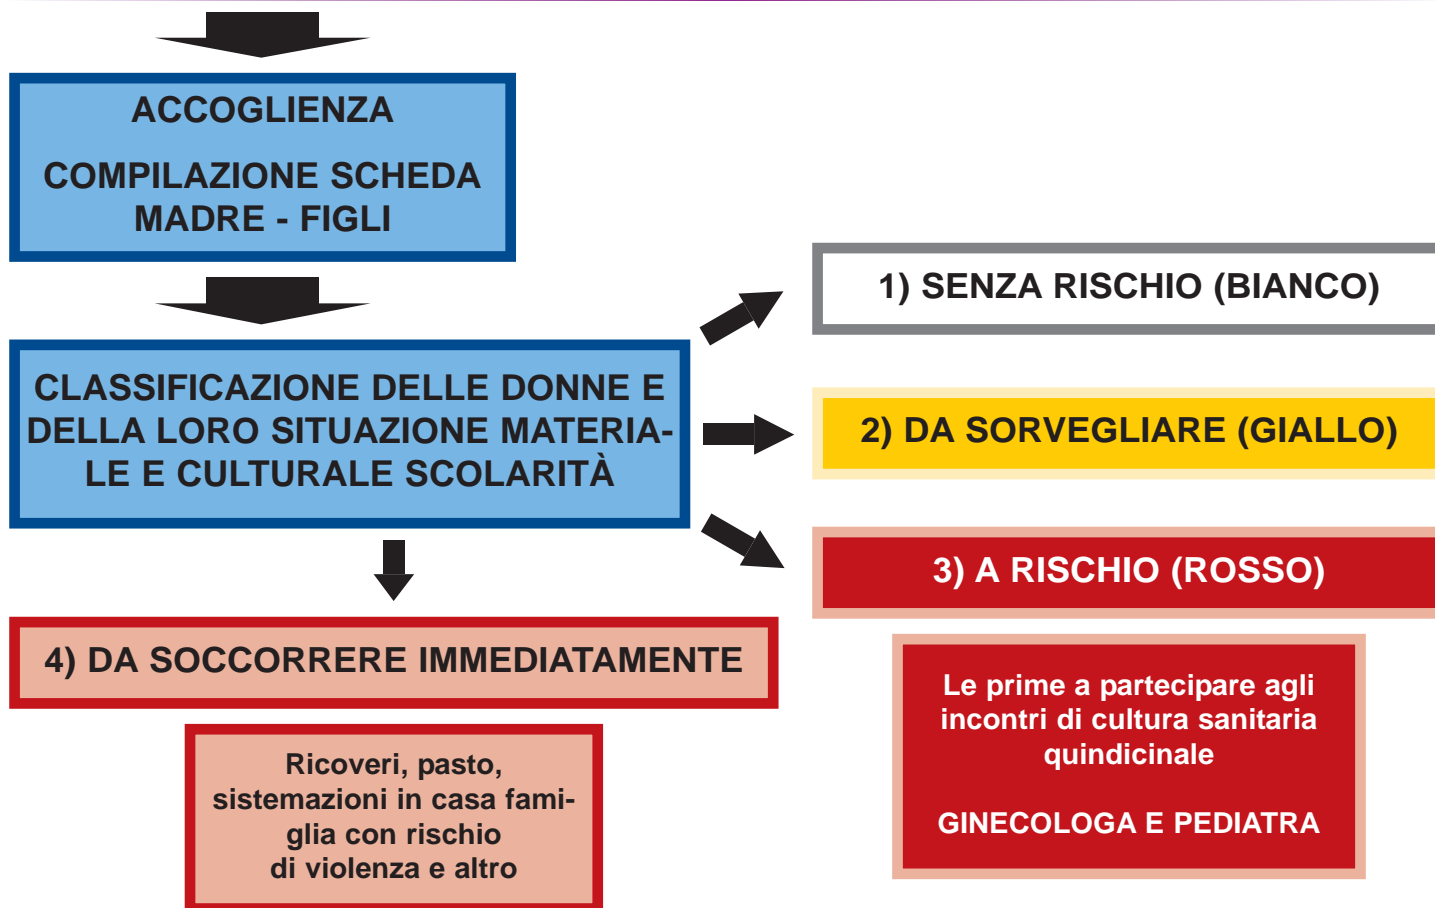 ACCOGLIENZA
COMPILAZIONE SCHEDA
MADRE - FIGLI
CLASSIFICAZIONE DELLE DONNE E
DELLA LORO SITUAZIONE MATERIA-
LE E CULTURALE SCOLARITÀ
1) SENZA RISCHIO (BIANCO)
2) DA SORVEGLIARE (GIALLO)
3) A RISCHIO (ROSSO)
Le prime a partecipare agli
incontri di cultura sanitaria
quindicinale
GINECOLOGA E PEDIATRA
4) DA SOCCORRERE IMMEDIATAMENTE
Ricoveri, pasto,
sistemazioni in casa fami-
glia con rischio
di violenza e altro